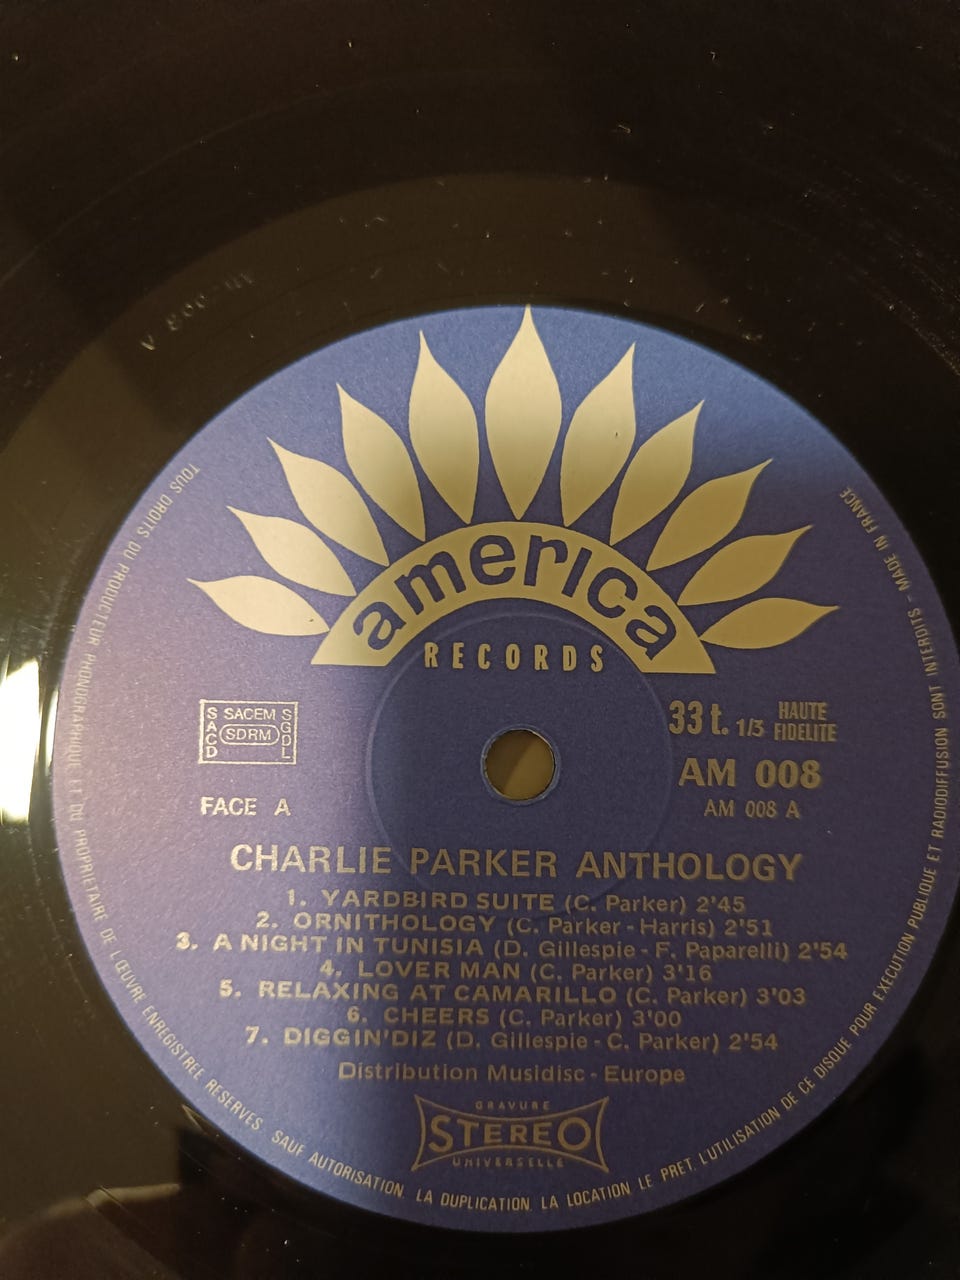 america
RECORDS
SACEM
SACD
SDRM
SGDL
33 t. 1/3 HAUTE FIDELITE
AM 008
AM 008 A
FACE A
CHARLIE PARKER ANTHOLOGY
1. YARDBIRD SUITE (C. Parker) 2'45
2. ORNITHOLOGY (C. Parker - Harris) 2'51
3. A NIGHT IN TUNISIA (D. Gillespie - F. Paparelli) 2'54
4. LOVER MAN (C. Parker) 3'16
5. RELAXING AT CAMARILLO (C. Parker) 3'03
6. CHEERS (C. Parker) 3'00
7. DIGGIN'DIZ (D. Gillespie - C. Parker) 2'54
Distribution Musidisc - Europe
GRAVURE
STEREO
UNIVERSELLE
TOUS DROITS DU PRODUCTEUR PHONOGRAPHIQUE ET DU PROPRIETAIRE DE L'ŒUVRE ENREGISTREE RESERVES. SAUF AUTORISATION, LA DUPLICATION, LA LOCATION LE PRET, L'UTILISATION DE CE DISQUE POUR EXECUTION PUBLIQUE ET RADIODIFFUSION SONT INTERDITS - MADE IN FRANCE